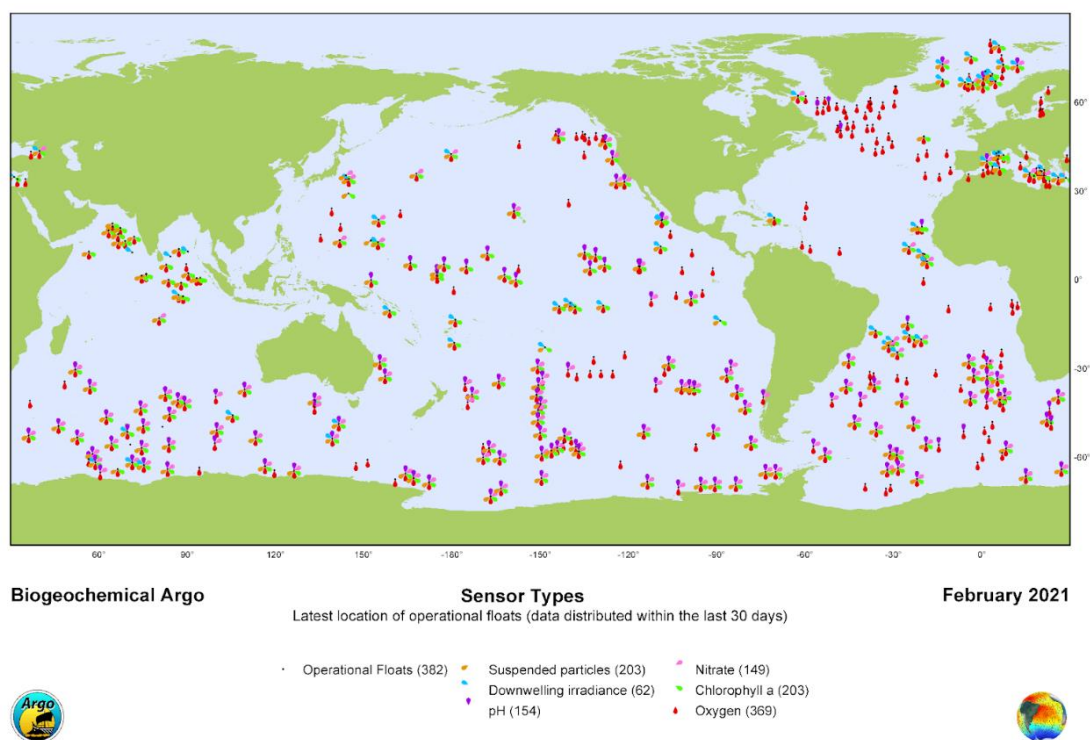 60°
30°
0°
-30°
-60°
60° 90° 120° 150° -180° -150° -120° -90° -60° -30° 0°
Biogeochemical Argo
Sensor Types
February 2021
Latest location of operational floats (data distributed within the last 30 days)
Operational Floats (382)
Suspended particles (203)
Nitrate (149)
Downwelling irradiance (62)
Chlorophyll a (203)
pH (154)
Oxygen (369)
Argo